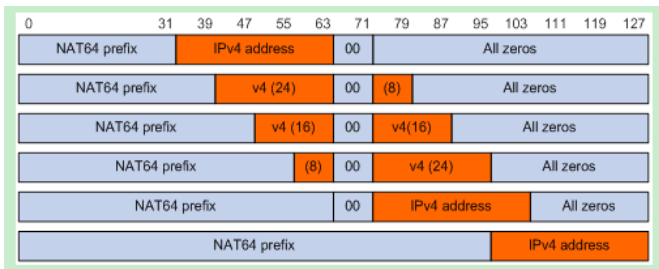 0 31 39 47 55 63 71 79 87 95 103 111 119 127
NAT64 prefix IPv4 address 00 All zeros
NAT64 prefix v4 (24) 00 (8) All zeros
NAT64 prefix v4 (16) 00 v4(16) All zeros
NAT64 prefix (8) 00 v4 (24) All zeros
NAT64 prefix 00 IPv4 address All zeros
NAT64 prefix IPv4 address